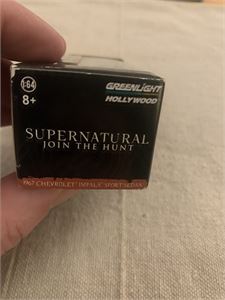 1:64
8+
GREENLIGHT
HOLLYWOOD
SUPERNATURAL
JOIN THE HUNT
1967 CHEVROLET IMPALA SPORT SEDAN